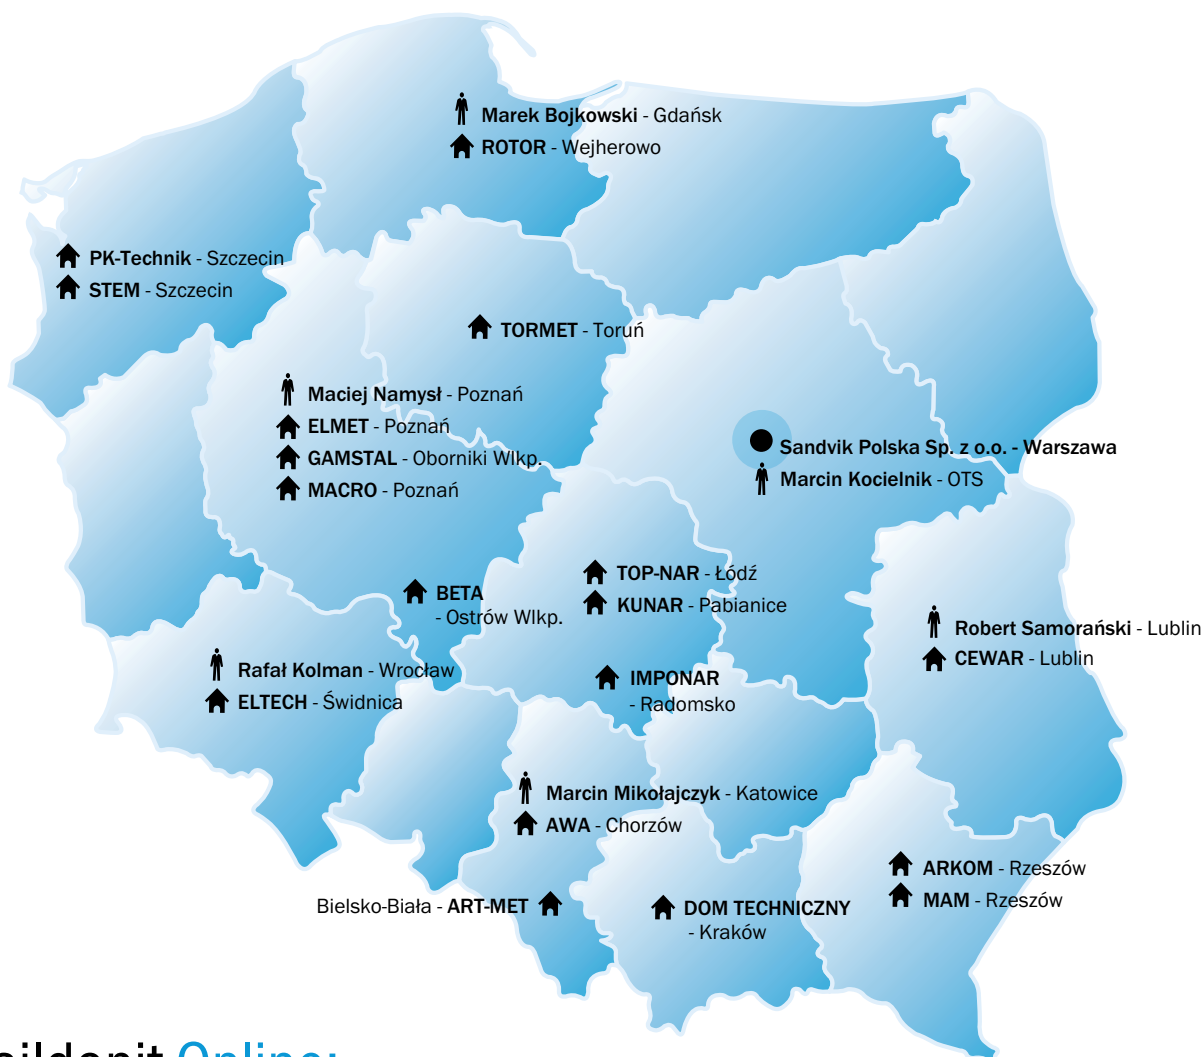 Marek Bojkowski - Gdańsk
ROTOR - Wejherowo
PK-Technik - Szczecin
STEM - Szczecin
TORMET - Toruń
Maciej Namysł - Poznań
ELMET - Poznań
GAMSTAL - Oborniki Wlkp.
MACRO - Poznań
Sandvik Polska Sp. z o.o. - Warszawa
Marcin Kocielnik - OTS
TOP-NAR - Łódź
KUNAR - Pabianice
BETA
- Ostrów Wlkp.
Robert Samorański - Lublin
CEWAR - Lublin
Rafał Kolman - Wrocław
ELTECH - Świdnica
IMPONAR
- Radomsko
Marcin Mikołajczyk - Katowice
AWA - Chorzów
ARKOM - Rzeszów
MAM - Rzeszów
Bielsko-Biała - ART-MET
DOM TECHNICZNY
- Kraków
Online: